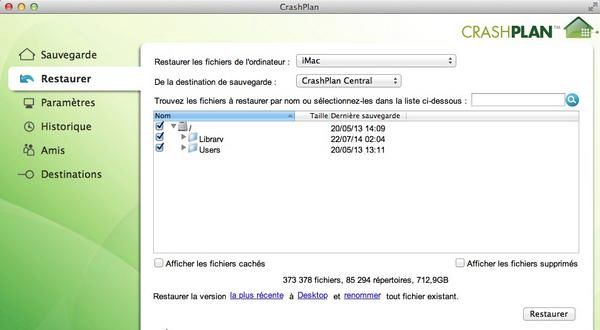 CrashPlan
CRASHPLAN™
Sauvegarde
Restaurer
Paramètres
Historique
Amis
Destinations
Restaurer les fichiers de l'ordinateur : iMac
De la destination de sauvegarde : CrashPlan Central
Trouvez les fichiers à restaurer par nom ou sélectionnez-les dans la liste ci-dessous :
Nom Taille Dernière sauvegarde
/ 20/05/13 14:09
Library 22/07/14 02:04
Users 20/05/13 13:11
Afficher les fichiers cachés Afficher les fichiers supprimés
373 378 fichiers, 85 294 répertoires, 712,9GB
Restaurer la version la plus récente à Desktop et renommer tout fichier existant.
Restaurer